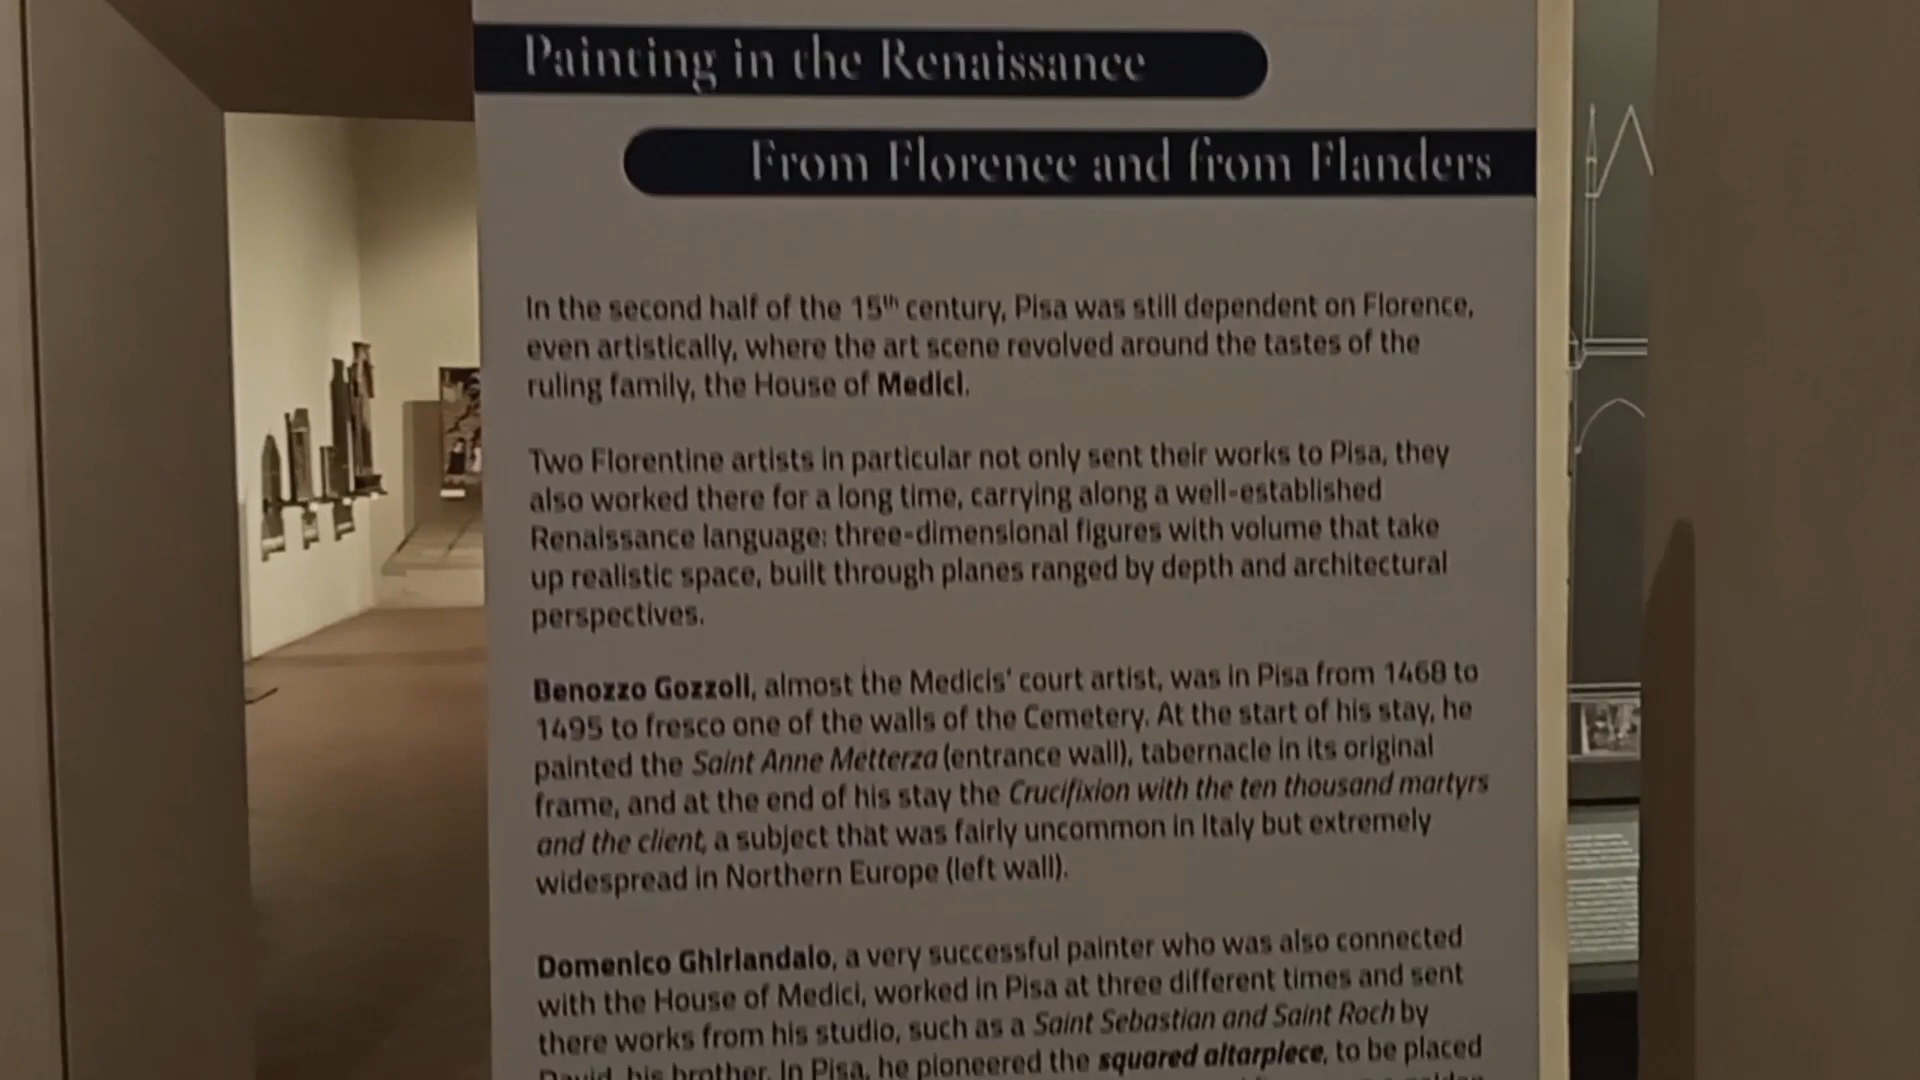 Painting in the Renaissance
From Florence and from Flanders
In the second half of the 15th century, Pisa was still dependent on Florence,
even artistically, where the art scene revolved around the tastes of the
ruling family, the House of Medici.
Two Florentine artists in particular not only sent their works to Pisa, they
also worked there for a long time, carrying along a well-established
Renaissance language: three-dimensional figures with volume that take
up realistic space, built through planes ranged by depth and architectural
perspectives.
Benozzo Gozzoli, almost the Medicis' court artist, was in Pisa from 1468 to
1495 to fresco one of the walls of the Cemetery. At the start of his stay, he
painted the Saint Anne Metterza (entrance wall), tabernacle in its original
frame, and at the end of his stay the Crucifixion with the ten thousand martyrs
and the client, a subject that was fairly uncommon in Italy but extremely
widespread in Northern Europe (left wall).
Domenico Ghirlandaio, a very successful painter who was also connected
with the House of Medici, worked in Pisa at three different times and sent
there works from his studio, such as a Saint Sebastian and Saint Roch by
David, his brother. In Pisa, he pioneered the squared altarpiece, to be placed